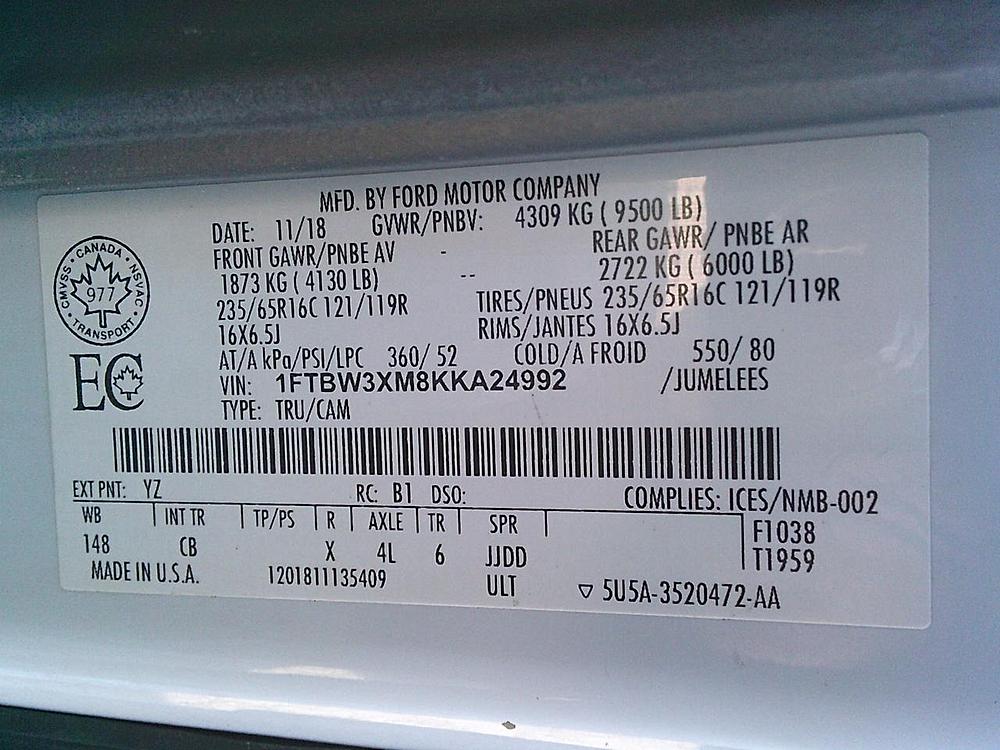 MFD. BY FORD MOTOR COMPANY
DATE: 11/18 GVWR/PNBV: 4309 KG ( 9500 LB)
FRONT GAWR/PNBE AV - REAR GAWR/ PNBE AR
1873 KG ( 4130 LB) -- 2722 KG ( 6000 LB)
235/65R16C 121/119R TIRES/PNEUS 235/65R16C 121/119R
16X6.5J RIMS/JANTES 16X6.5J
AT/A kPa/PSI/LPC 360/ 52 COLD/A FROID 550/ 80
VIN: 1FTBW3XM8KKA24992 /JUMELEES
TYPE: TRU/CAM
CANADA
CMVSS NSVAC
977
TRANSPORT
EC
EXT PNT: YZ RC: B1 DSO: COMPLIES: ICES/NMB-002
WB INT TR TP/PS R AXLE TR SPR F1038
148 CB X 4L 6 JJDD T1959
MADE IN U.S.A. 1201811135409 ULT ▽ 5U5A-3520472-AA